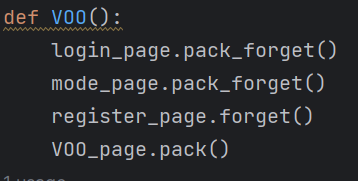 def VOO():
    login_page.pack_forget()
    mode_page.pack_forget()
    register_page.forget()
    VOO_page.pack()